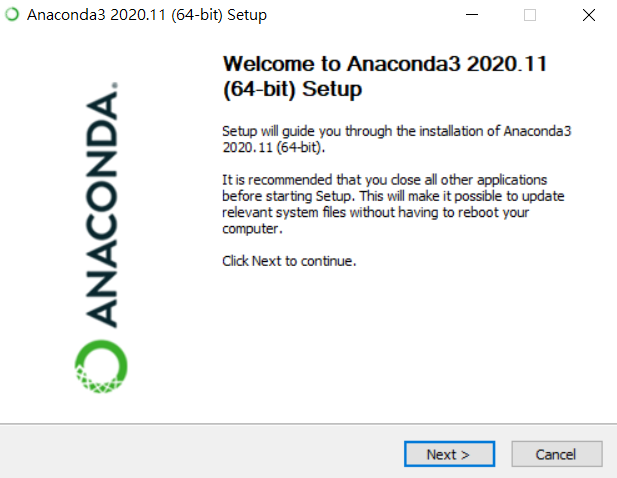 Anaconda3 2020.11 (64-bit) Setup
Welcome to Anaconda3 2020.11
(64-bit) Setup
Setup will guide you through the installation of Anaconda3
2020.11 (64-bit).
It is recommended that you close all other applications
before starting Setup. This will make it possible to update
relevant system files without having to reboot your
computer.
Click Next to continue.
ANACONDA.
Next >
Cancel